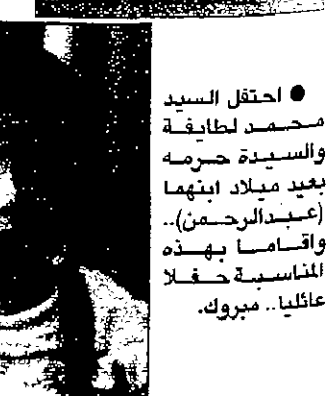 ● احتفل السيد
محمد لطايفة
والسيدة حرمه
بعيد ميلاد ابنهما
(عبدالرحمن)..
واقاما بهذه
المناسبة حفلا
عائليا.. مبروك.